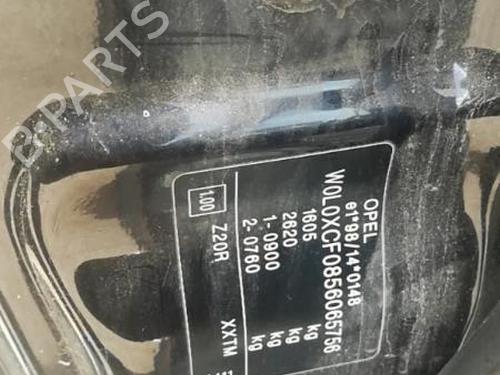 B-PARTS
OPEL
e1*98/14*0148
W0L0XCF0856065756
1605 kg
2620 kg
1- 0900 kg
2- 0760 kg
1.00 Z20R XXTM